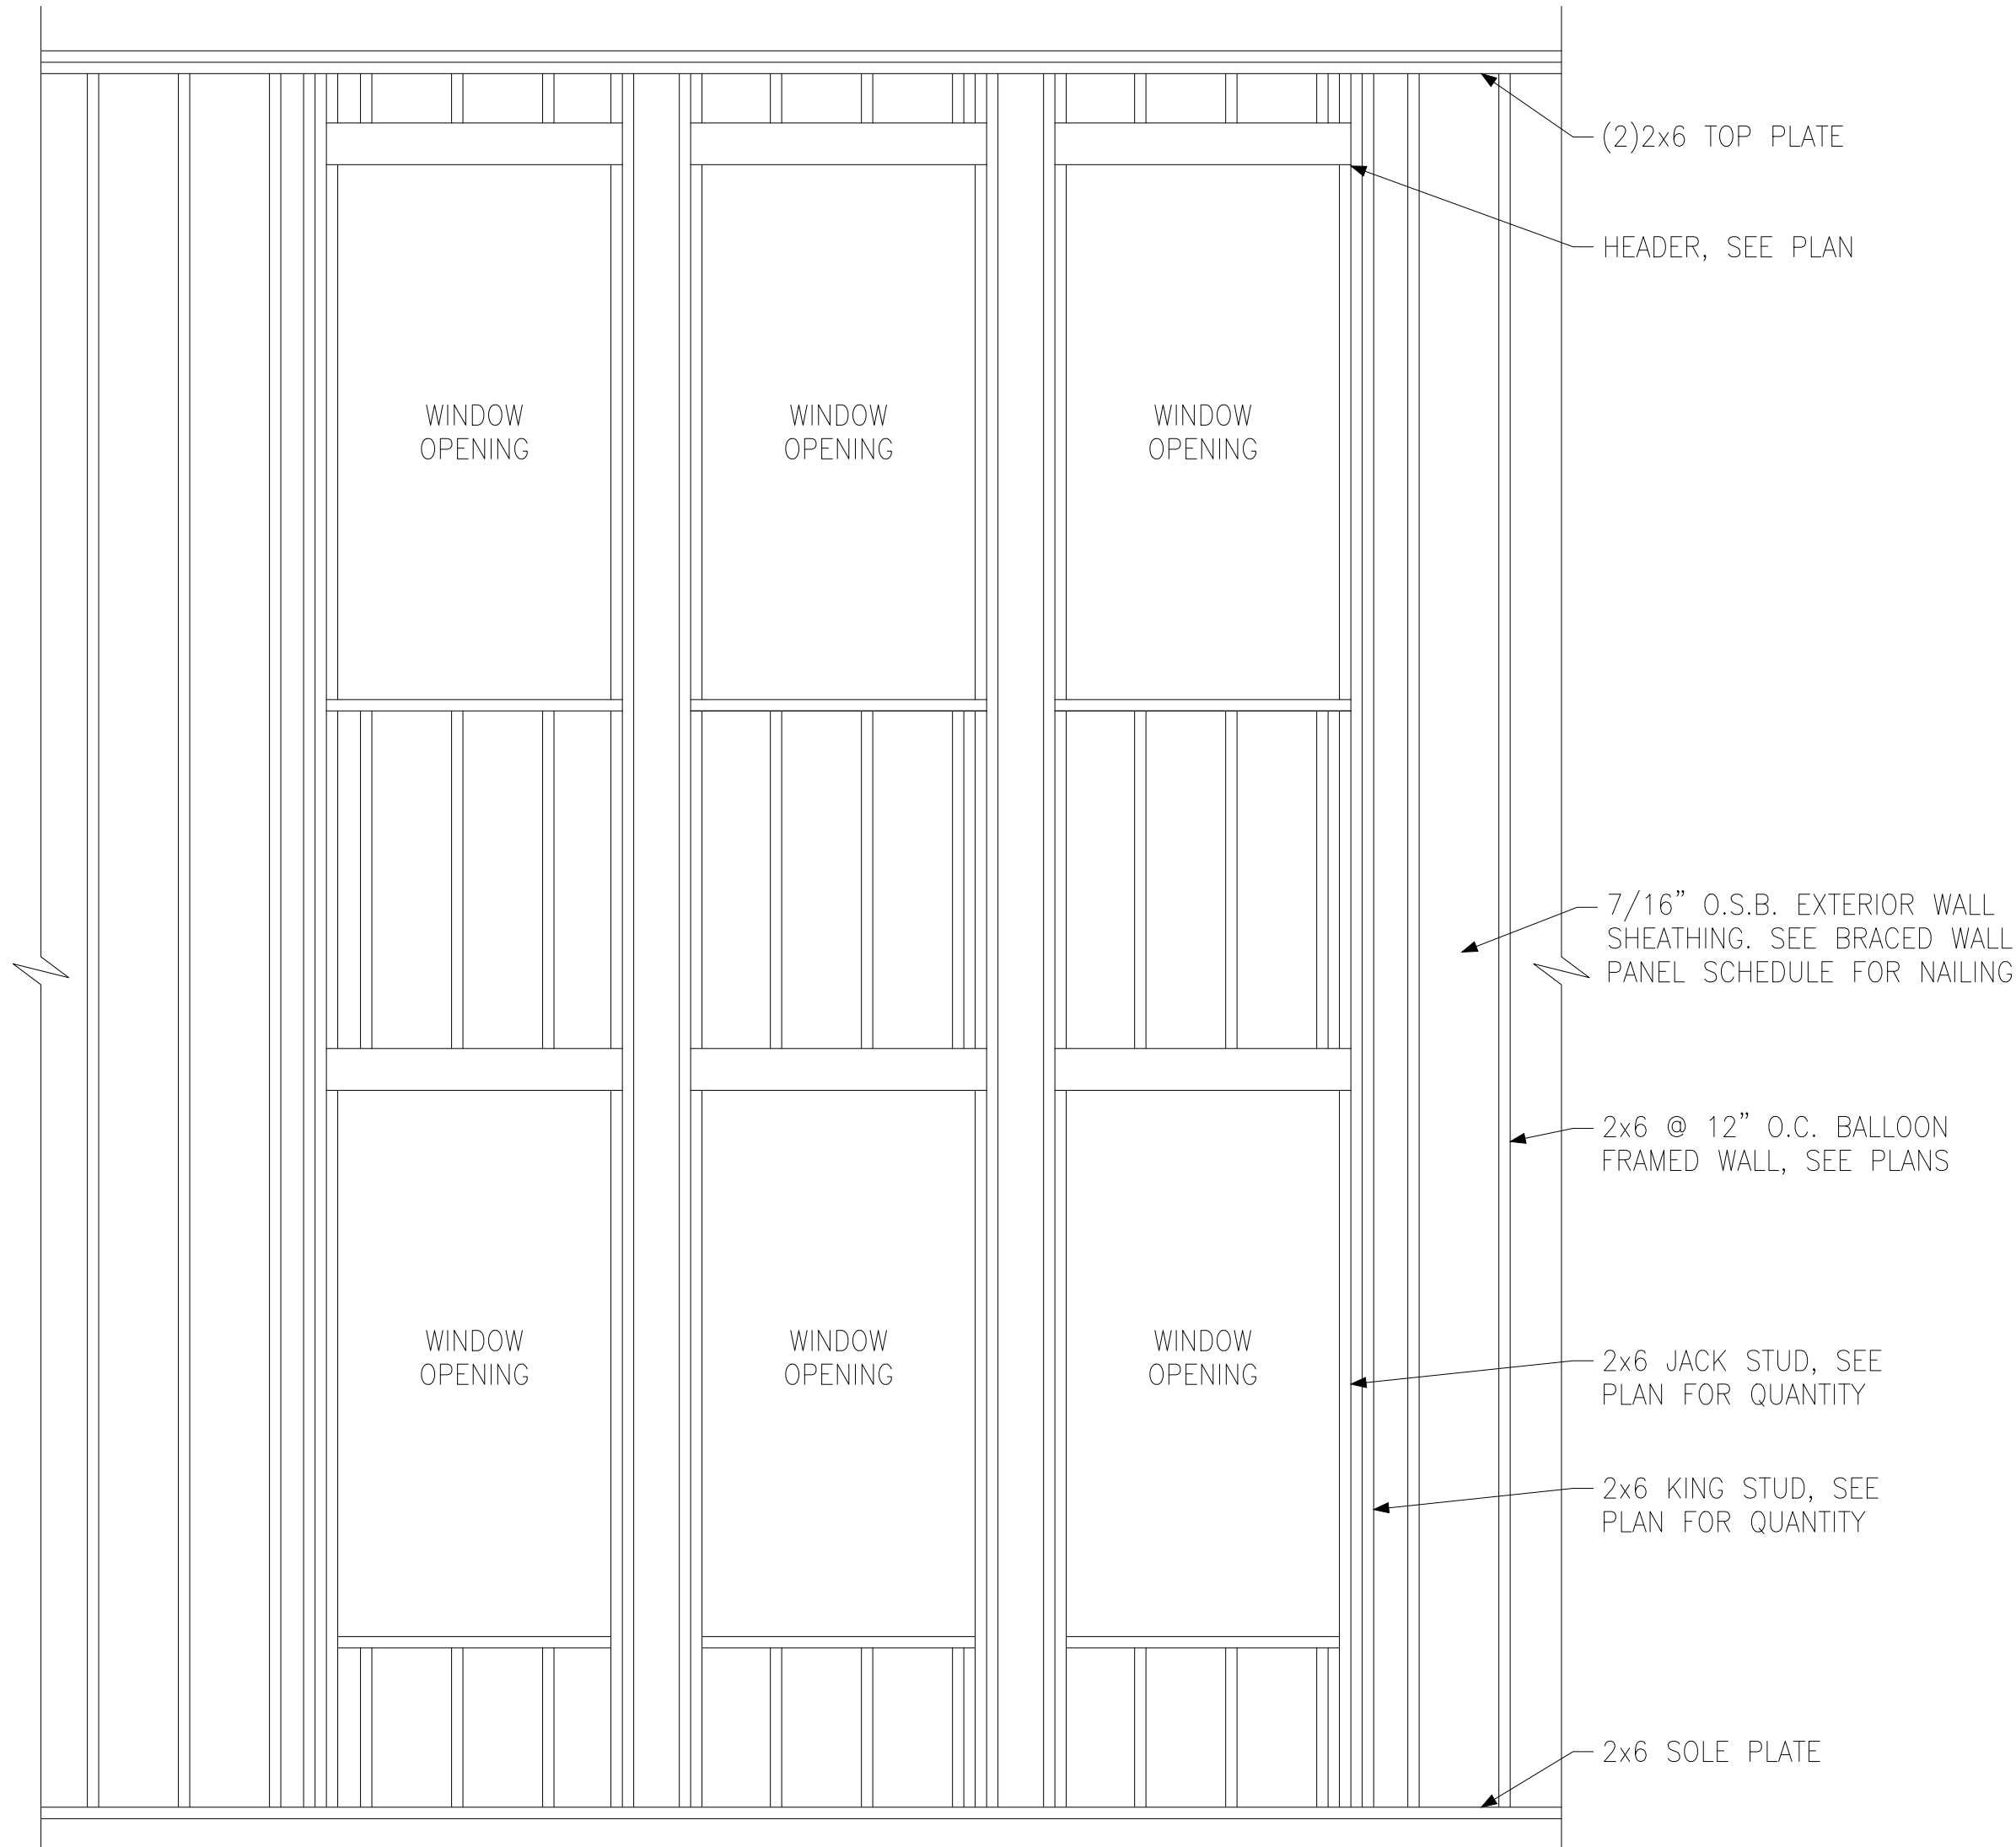 (2)2x6 TOP PLATE
HEADER, SEE PLAN
WINDOW
OPENING
WINDOW
OPENING
WINDOW
OPENING
7/16" O.S.B. EXTERIOR WALL
SHEATHING. SEE BRACED WALL
PANEL SCHEDULE FOR NAILING
2x6 @ 12" O.C. BALLOON
FRAMED WALL, SEE PLANS
WINDOW
OPENING
WINDOW
OPENING
WINDOW
OPENING
2x6 JACK STUD, SEE
PLAN FOR QUANTITY
2x6 KING STUD, SEE
PLAN FOR QUANTITY
2x6 SOLE PLATE